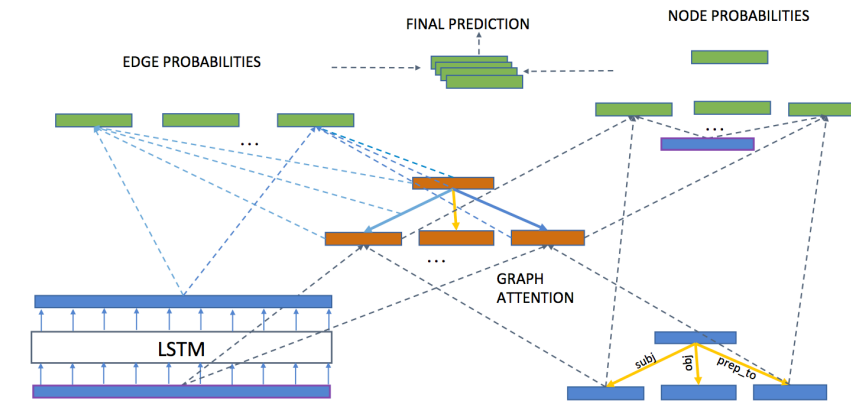 NODE PROBABILITIES
FINAL PREDICTION
EDGE PROBABILITIES
...
...
...
GRAPH
ATTENTION
LSTM
subj
obj
prep_to